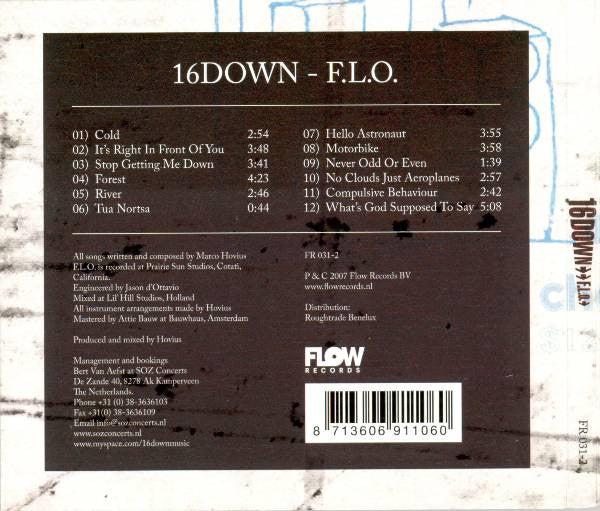 16DOWN - F.L.O.
01) Cold 2:54
02) It's Right In Front Of You 3:48
03) Stop Getting Me Down 3:41
04) Forest 4:23
05) River 2:46
06) Tua Nortsa 0:44
07) Hello Astronaut 3:55
08) Motorbike 3:58
09) Never Odd Or Even 1:39
10) No Clouds Just Aeroplanes 2:57
11) Compulsive Behaviour 2:42
12) What's God Supposed To Say 5:08
All songs written and composed by Marco Hovius
F.L.O. is recorded at Prairie Sun Studios, Cotati,
California.
Engineered by Jason d'Ottavio
Mixed at Lil' Hill Studios, Holland
All instrument arrangements made by Hovius
Mastered by Attie Bauw at Bauwhaus, Amsterdam
Produced and mixed by Hovius
Management and bookings
Bert Van Aefst at SOZ Concerts
De Zande 40, 8278 Ak Kamperveen
The Netherlands.
Phone +31 (0) 38-3636103
Fax +31(0) 38-3636109
Email info@sozconcerts.nl
www.sozconcerts.nl
www.myspace.com/16downmusic
FR 031-2
P & C 2007 Flow Records BV
www.flowrecords.nl
Distribution:
Roughtrade Benelux
FLOW
RECORDS
8 713606 911060
16DOWN
F.L.O.
FR 031-2